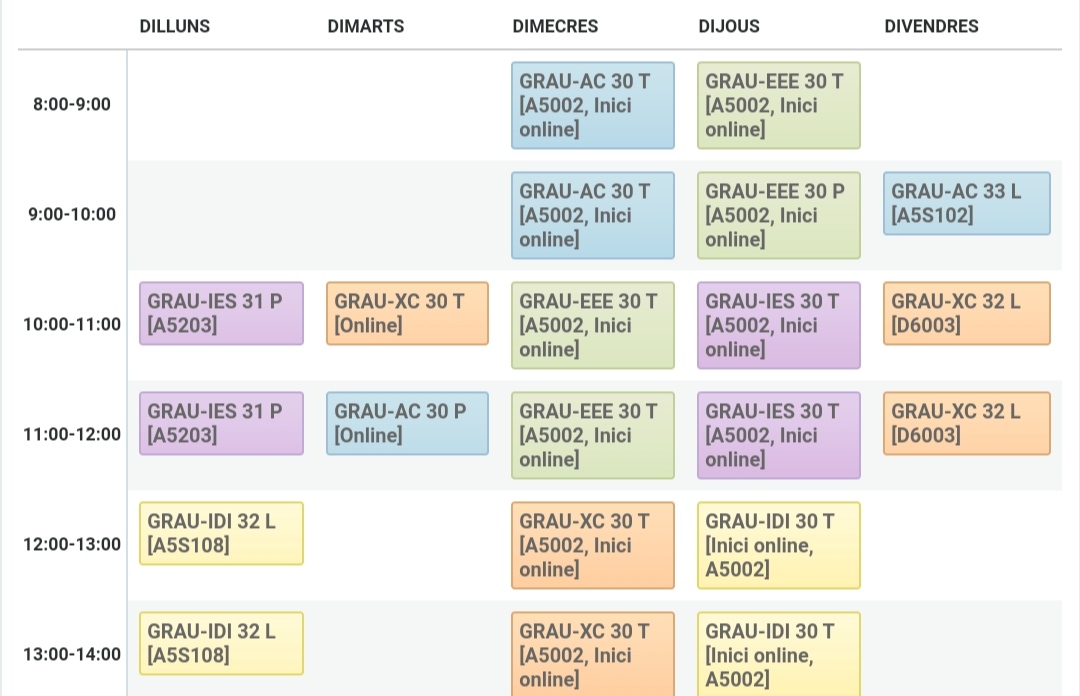 DILLUNS DIMARTS DIMECRES DIJOUS DIVENDRES
8:00-9:00
GRAU-AC 30 T
[A5002, Inici
online]
GRAU-EEE 30 T
[A5002, Inici
online]
9:00-10:00
GRAU-AC 30 T
[A5002, Inici
online]
GRAU-EEE 30 P
[A5002, Inici
online]
GRAU-AC 33 L
[A5S102]
10:00-11:00
GRAU-IES 31 P
[A5203]
GRAU-XC 30 T
[Online]
GRAU-EEE 30 T
[A5002, Inici
online]
GRAU-IES 30 T
[A5002, Inici
online]
GRAU-XC 32 L
[D6003]
11:00-12:00
GRAU-IES 31 P
[A5203]
GRAU-AC 30 P
[Online]
GRAU-EEE 30 T
[A5002, Inici
online]
GRAU-IES 30 T
[A5002, Inici
online]
GRAU-XC 32 L
[D6003]
12:00-13:00
GRAU-IDI 32 L
[A5S108]
GRAU-XC 30 T
[A5002, Inici
online]
GRAU-IDI 30 T
[Inici online,
A5002]
13:00-14:00
GRAU-IDI 32 L
[A5S108]
GRAU-XC 30 T
[A5002, Inici
online]
GRAU-IDI 30 T
[Inici online,
A5002]